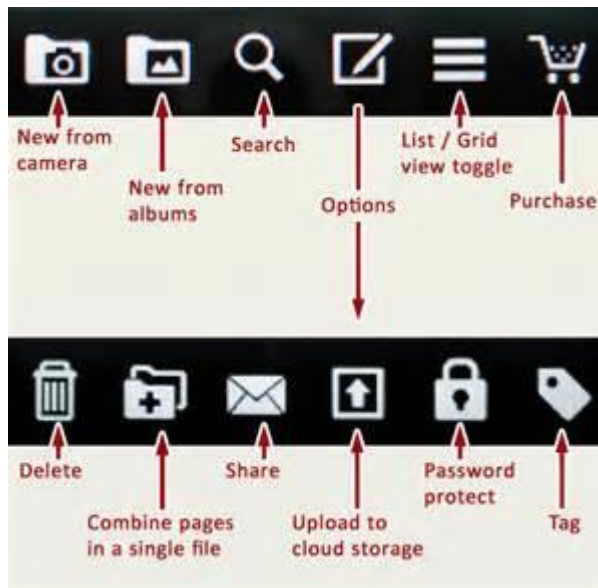 New from
camera
New from
albums
Search
Options
List / Grid
view toggle
Purchase
Delete
Combine pages
in a single file
Share
Upload to
cloud storage
Password
protect
Tag